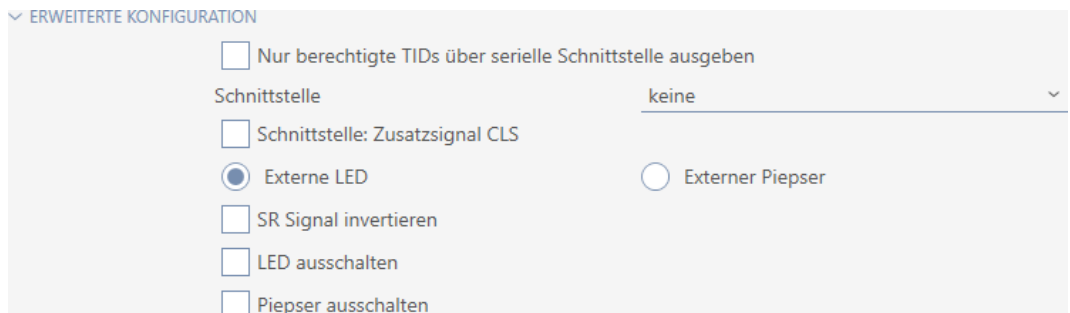 ERWEITERTE KONFIGURATION
Nur berechtigte TIDs über serielle Schnittstelle ausgeben
Schnittstelle keine
Schnittstelle: Zusatzsignal CLS
Externe LED Externer Piepser
SR Signal invertieren
LED ausschalten
Piepser ausschalten